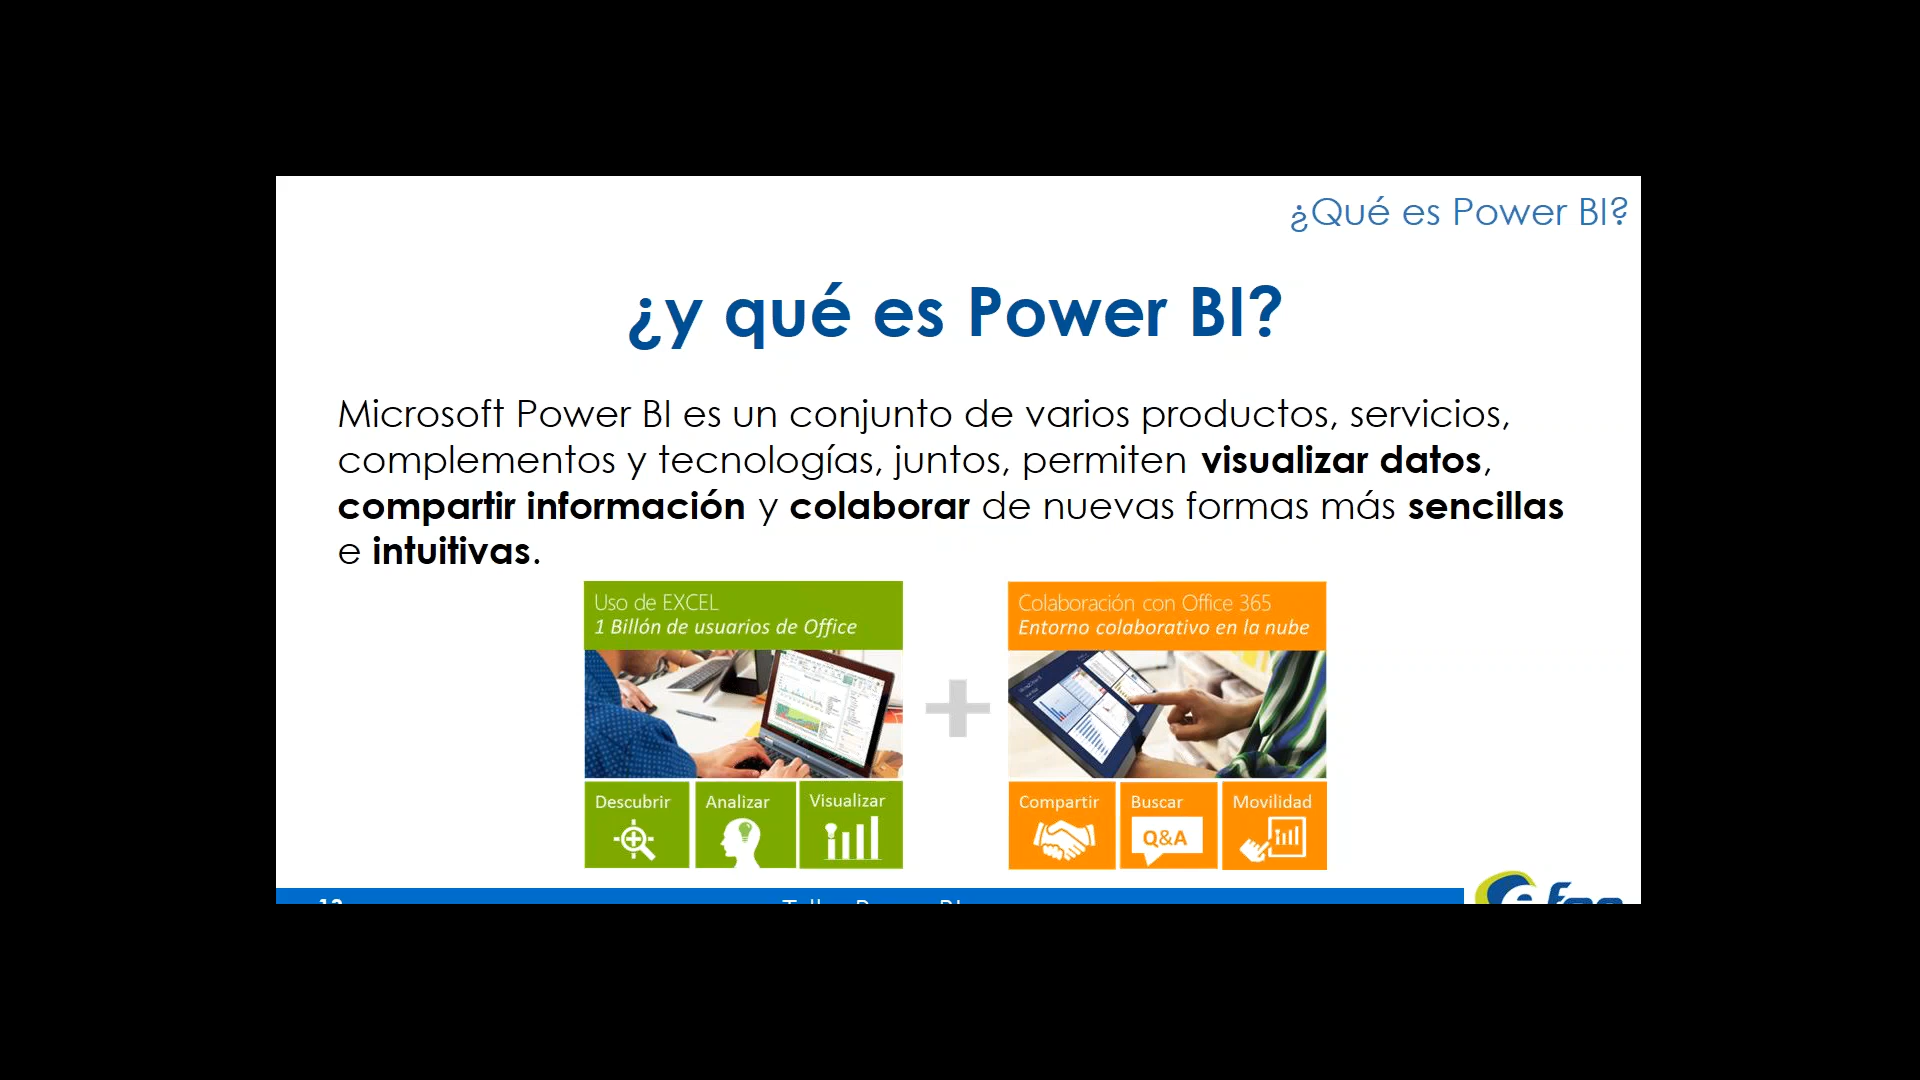 ¿Qué es Power BI?
¿y qué es Power BI?
Microsoft Power BI es un conjunto de varios productos, servicios,
complementos y tecnologías, juntos, permiten visualizar datos,
compartir información y colaborar de nuevas formas más sencillas
e intuitivas.
Uso de EXCEL
1 Billón de usuarios de Office
Colaboración con Office 365
Entorno colaborativo en la nube
Descubrir
Analizar
Visualizar
Compartir
Buscar
Movilidad
Q&A